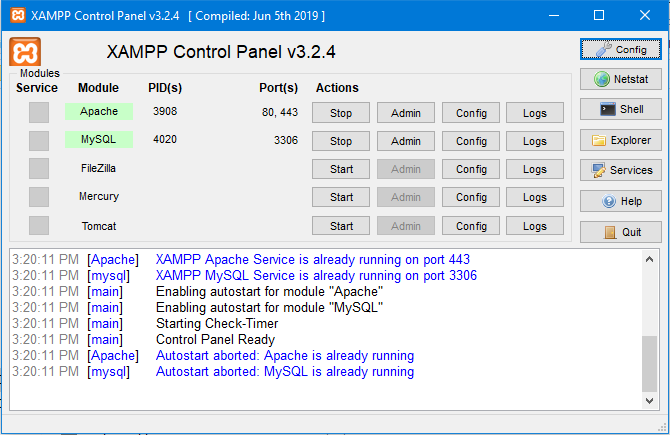 XAMPP Control Panel v3.2.4   [ Compiled: Jun 5th 2019 ]
XAMPP Control Panel v3.2.4
Config
Modules
Service Module PID(s) Port(s) Actions
Netstat
Apache 3908 80, 443 Stop Admin Config Logs
Shell
MySQL 4020 3306 Stop Admin Config Logs
Explorer
FileZilla Start Admin Config Logs
Services
Mercury Start Admin Config Logs
Help
Tomcat Start Admin Config Logs
Quit
3:20:11 PM [Apache] XAMPP Apache Service is already running on port 443
3:20:11 PM [mysql] XAMPP MySQL Service is already running on port 3306
3:20:11 PM [main] Enabling autostart for module "Apache"
3:20:11 PM [main] Enabling autostart for module "MySQL"
3:20:11 PM [main] Starting Check-Timer
3:20:11 PM [main] Control Panel Ready
3:20:11 PM [Apache] Autostart aborted: Apache is already running
3:20:11 PM [mysql] Autostart aborted: MySQL is already running